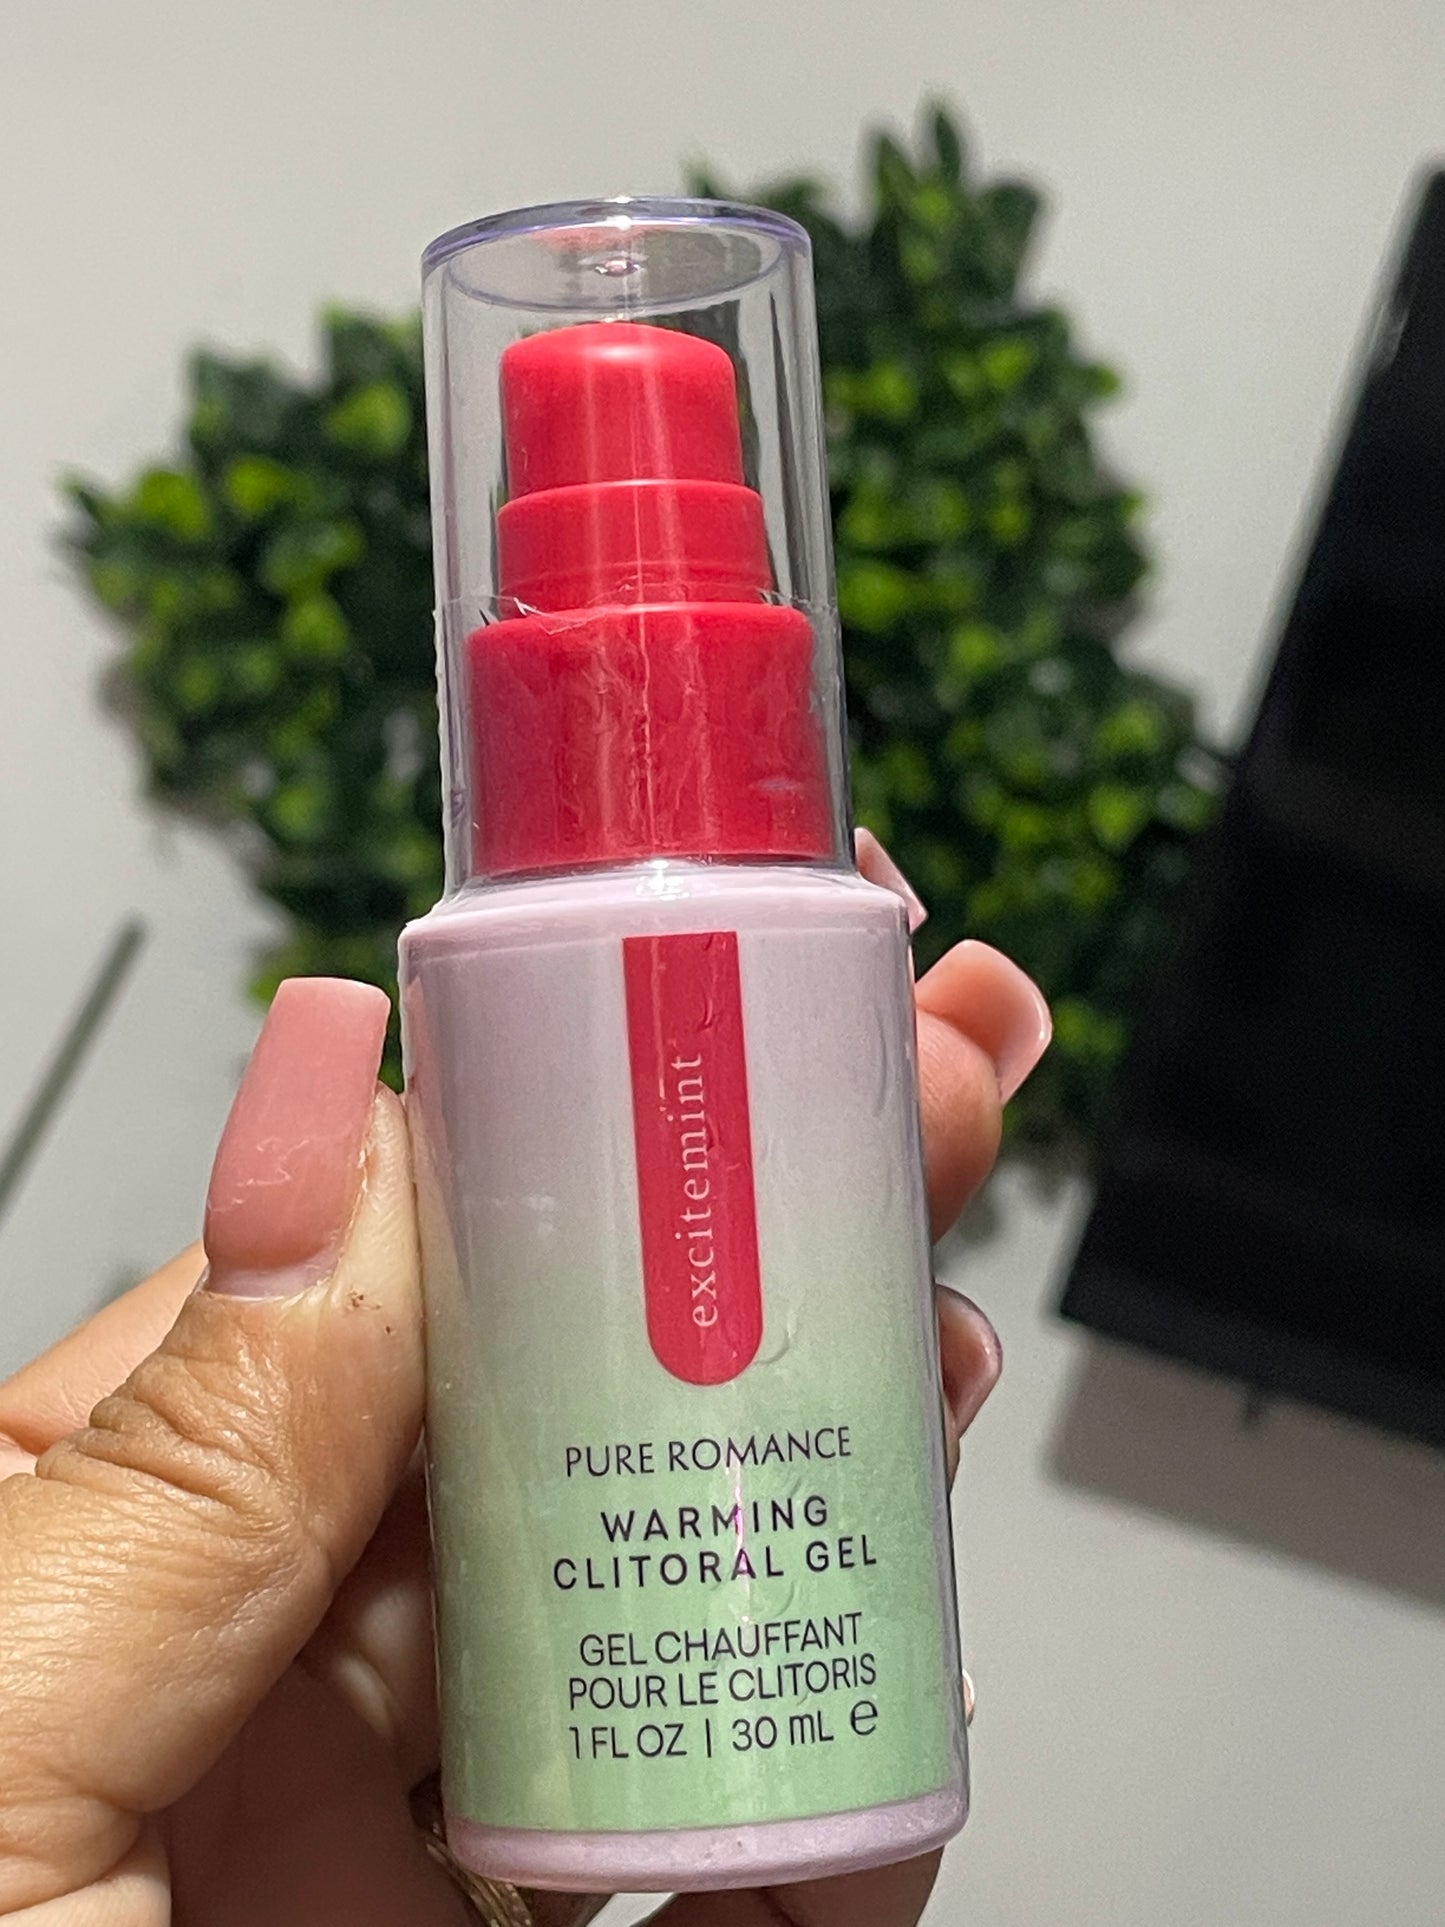 excitemint
PURE ROMANCE
WARMING
CLITORAL GEL
GEL CHAUFFANT
POUR LE CLITORIS
1 FL OZ | 30 mL ℮